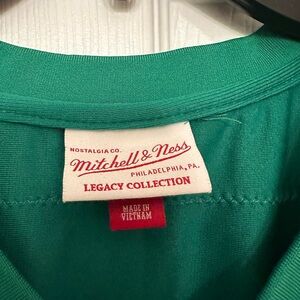 NOSTALGIA CO.
Mitchell & Ness
PHILADELPHIA, PA.
LEGACY COLLECTION
MADE IN
VIETNAM